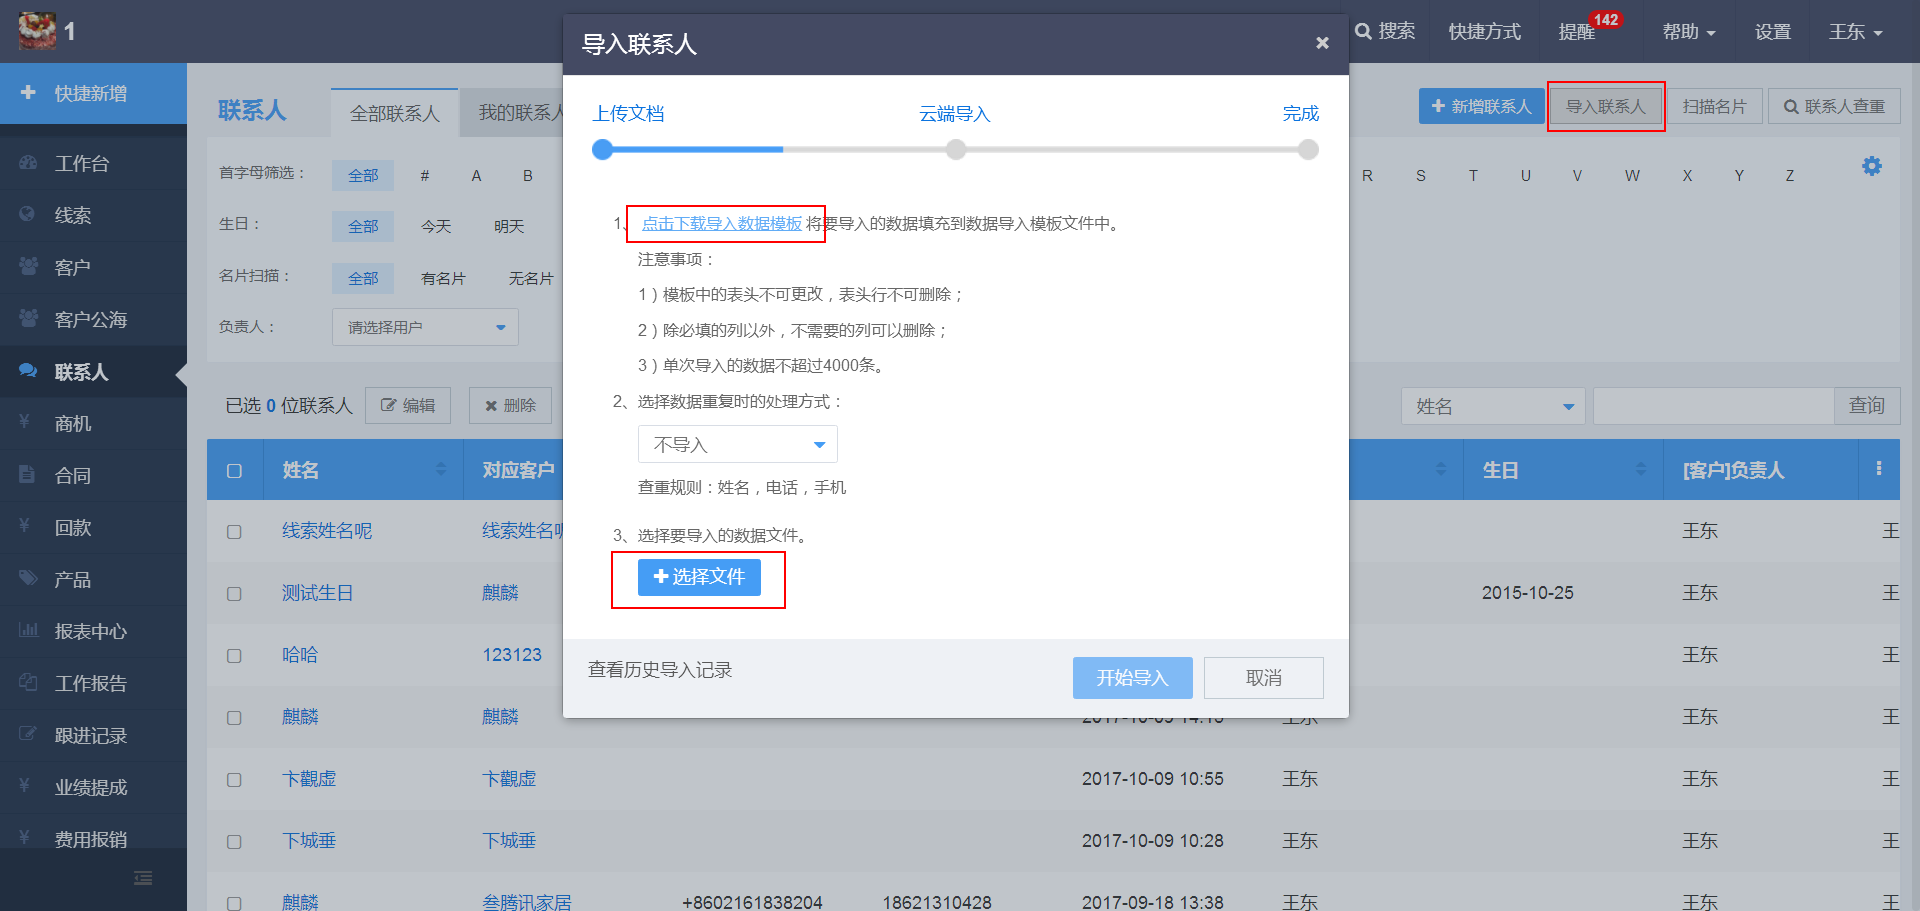 1
搜索 快捷方式 提醒 142 帮助 设置 王东
快捷新增
工作台
线索
客户
客户公海
联系人
商机
合同
回款
产品
报表中心
工作报告
跟进记录
业绩提成
费用报销
联系人 全部联系人 我的联系人
新增联系人 导入联系人 扫描名片 联系人查重
首字母筛选： 全部 # A B R S T U V W X Y Z
生日： 全部 今天 明天
名片扫描： 全部 有名片 无名片
负责人： 请选择用户
已选 0 位联系人 编辑 删除 姓名 查询
姓名 对应客户 生日 [客户]负责人
线索姓名呢 线索姓名呢 王东 王
测试生日 麒麟 2015-10-25 王东 王
哈哈 123123 王东 王
麒麟 麒麟 2017-10-09 14:15 王东 王东 王
卞觀虚 卞觀虚 2017-10-09 10:55 王东 王东 王
下城垂 下城垂 2017-10-09 10:28 王东 王东 王
麒麟 叁腾讯家居 +8602161838204 18621310428 2017-09-18 13:38 王东 王东 王
导入联系人 ×
上传文档 云端导入 完成
1、点击下载导入数据模板 将要导入的数据填充到数据导入模板文件中。
注意事项：
1）模板中的表头不可更改，表头行不可删除；
2）除必填的列以外，不需要的列可以删除；
3）单次导入的数据不超过4000条。
2、选择数据重复时的处理方式：
不导入
查重规则：姓名，电话，手机
3、选择要导入的数据文件。
选择文件
查看历史导入记录 开始导入 取消